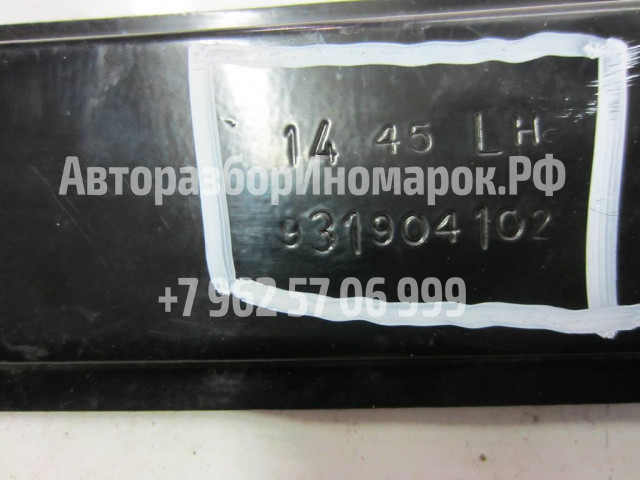 14 45 LH
АвторазборИномарок.РФ
931904102
+7 962 57 06 999